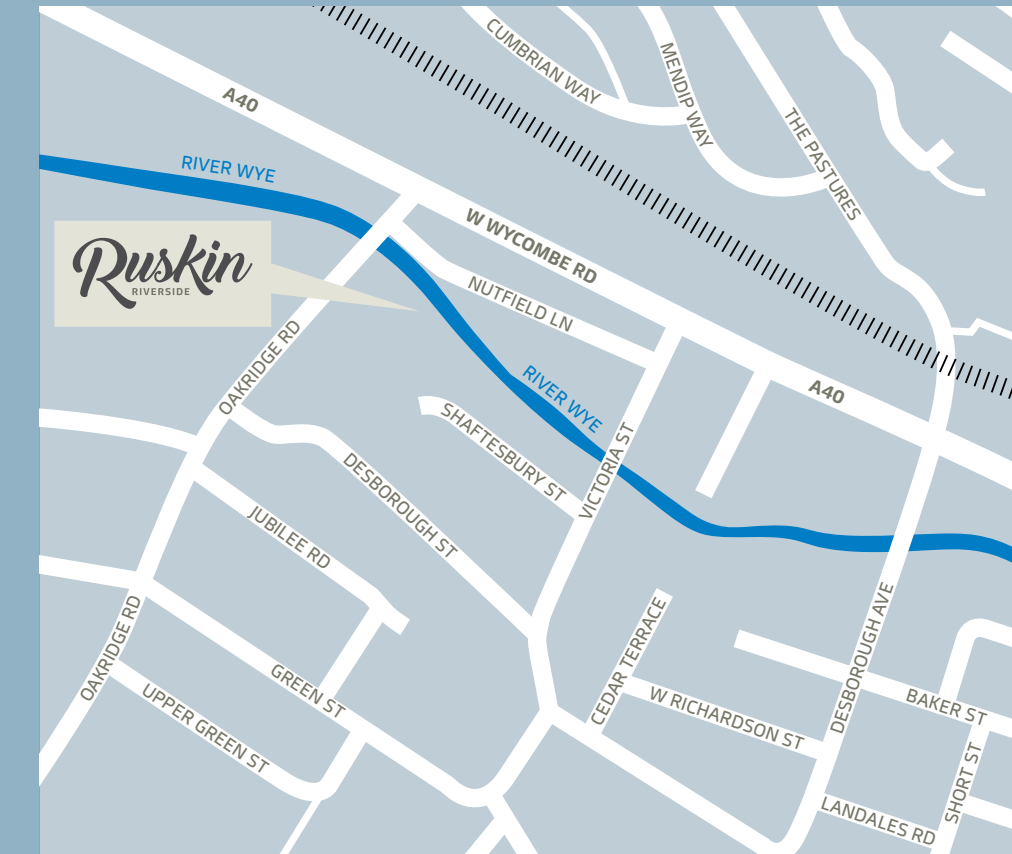 CUMBRIAN WAY
MENDIP WAY
A40
THE PASTURES
RIVER WYE
W WYCOMBE RD
Ruskin
RIVERSIDE
NUTFIELD LN
OAKRIDGE RD
RIVER WYE
A40
SHAFTESBURY ST
VICTORIA ST
DESBOROUGH ST
JUBILEE RD
OAKRIDGE RD
CEDAR TERRACE
DESBOROUGH AVE
GREEN ST
UPPER GREEN ST
W RICHARDSON ST
BAKER ST
SHORT ST
LANDALES RD